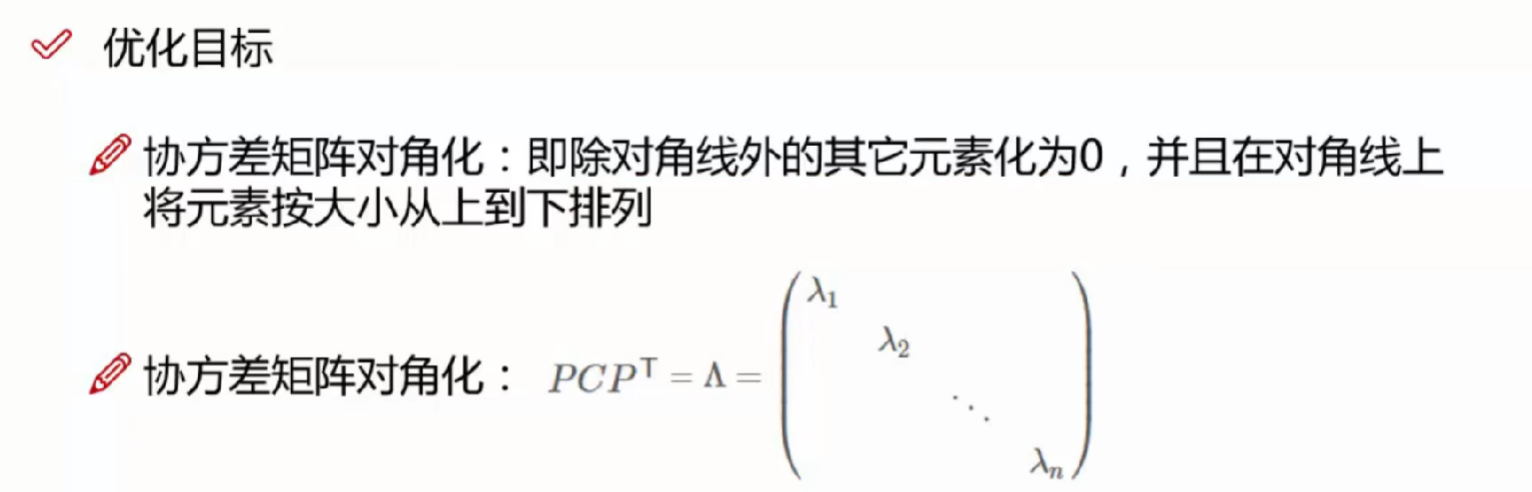 优化目标
协方差矩阵对角化：即除对角线外的其它元素化为0，并且在对角线上
将元素按大小从上到下排列
协方差矩阵对角化： $PCP^{\mathsf{T}} = \Lambda = \begin{pmatrix} \lambda_1 & & & \\ & \lambda_2 & & \\ & & \ddots & \\ & & & \lambda_n \end{pmatrix}$